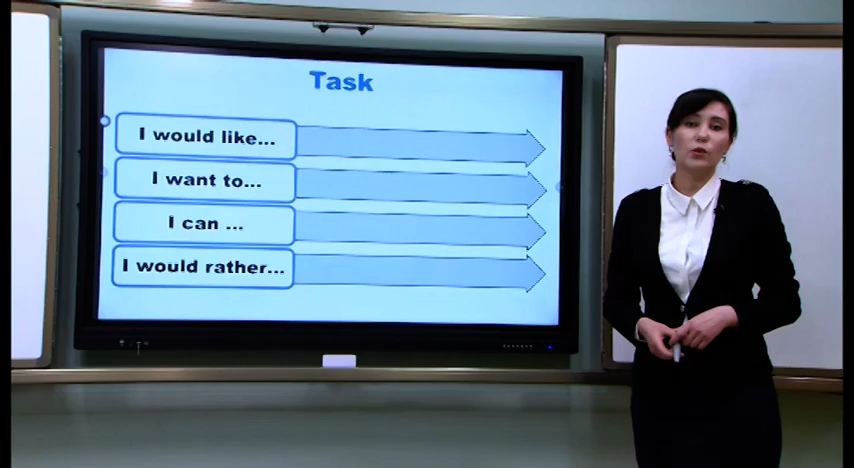 Task
I would like...
I want to...
I can ...
I would rather...